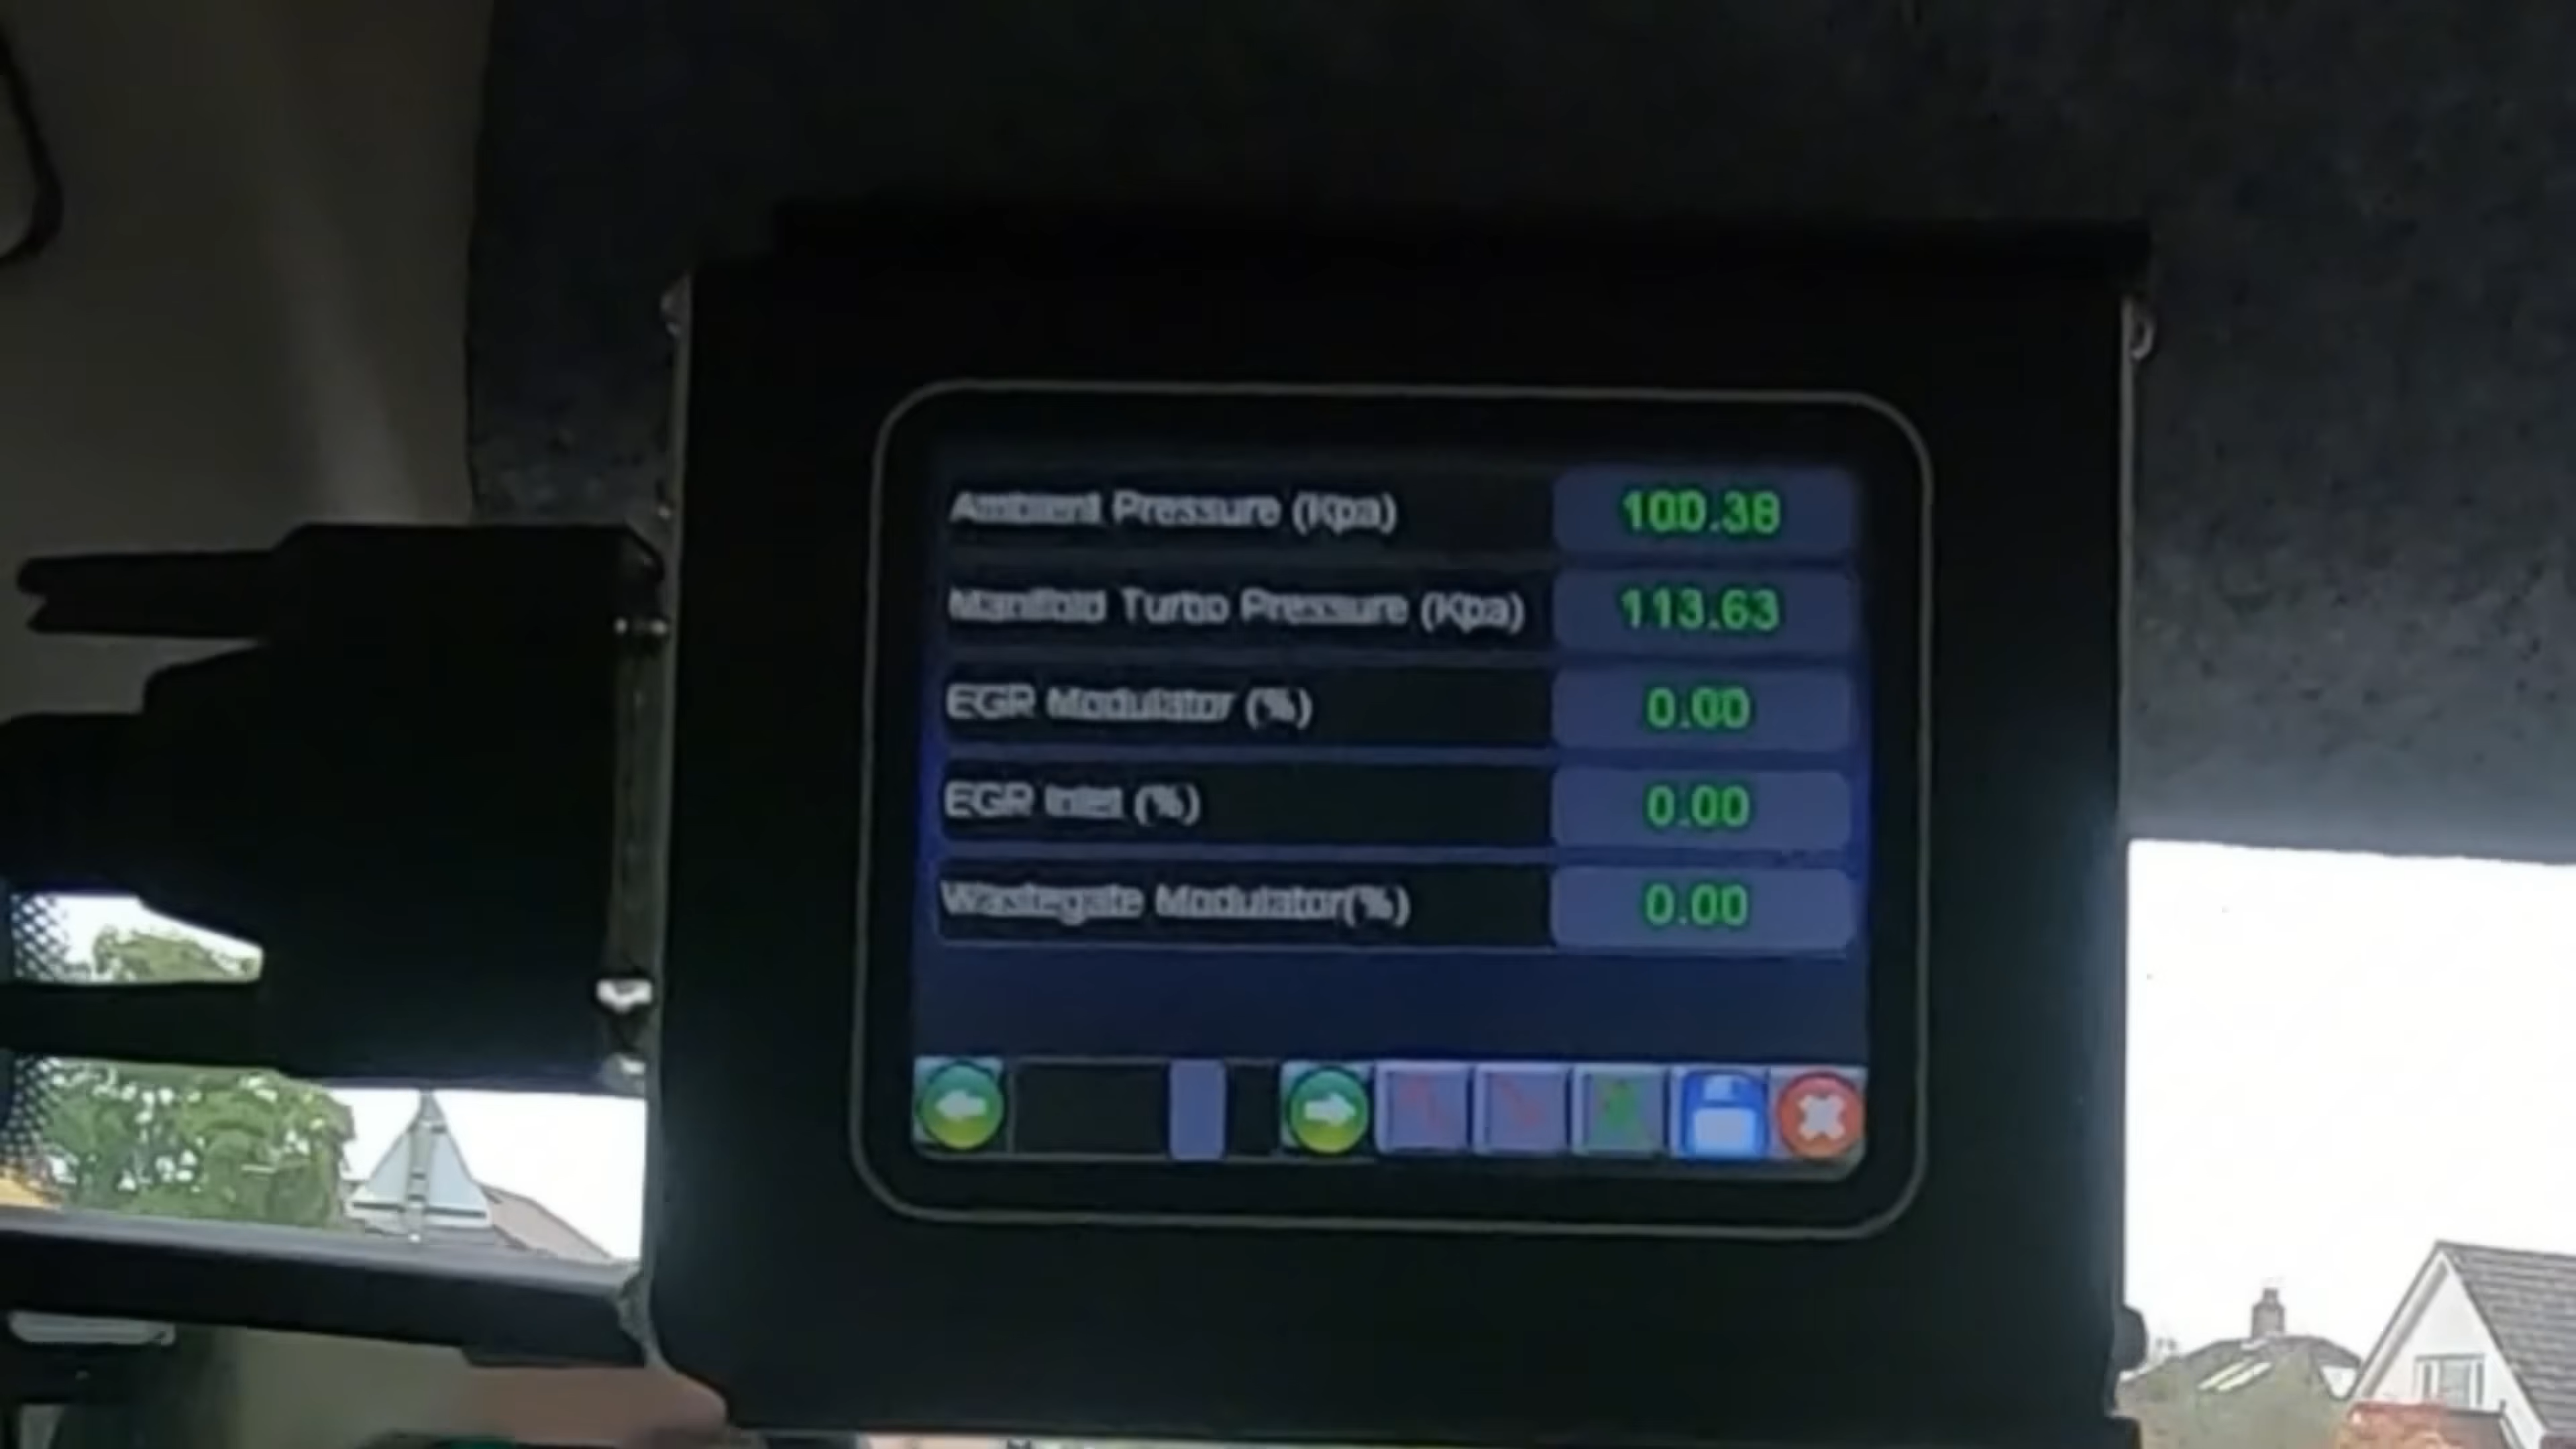 Ambient Pressure (Kpa) 100.38
Manifold Turbo Pressure (Kpa) 113.63
EGR Modulator (%) 0.00
EGR Inlet (%) 0.00
Wastegate Modulator(%) 0.00